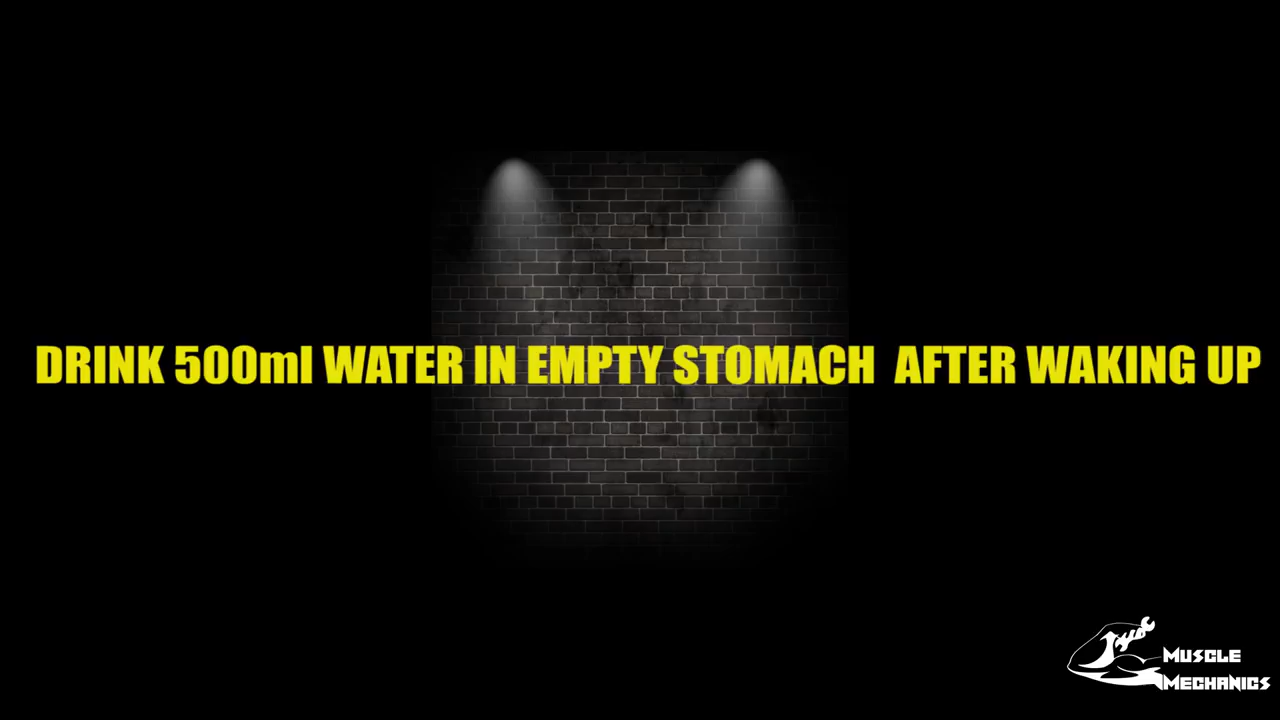 DRINK 500ml WATER IN EMPTY STOMACH  AFTER WAKING UP
MUSCLE
MECHANICS